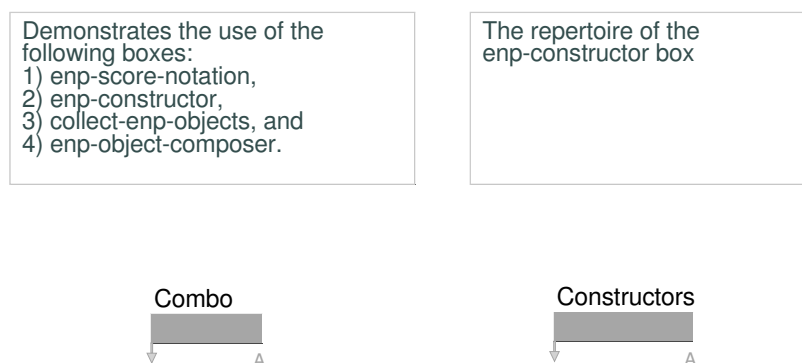 Demonstrates the use of the
following boxes:
1) enp-score-notation,
2) enp-constructor,
3) collect-enp-objects, and
4) enp-object-composer.
The repertoire of the
enp-constructor box
Combo
A
Constructors
A